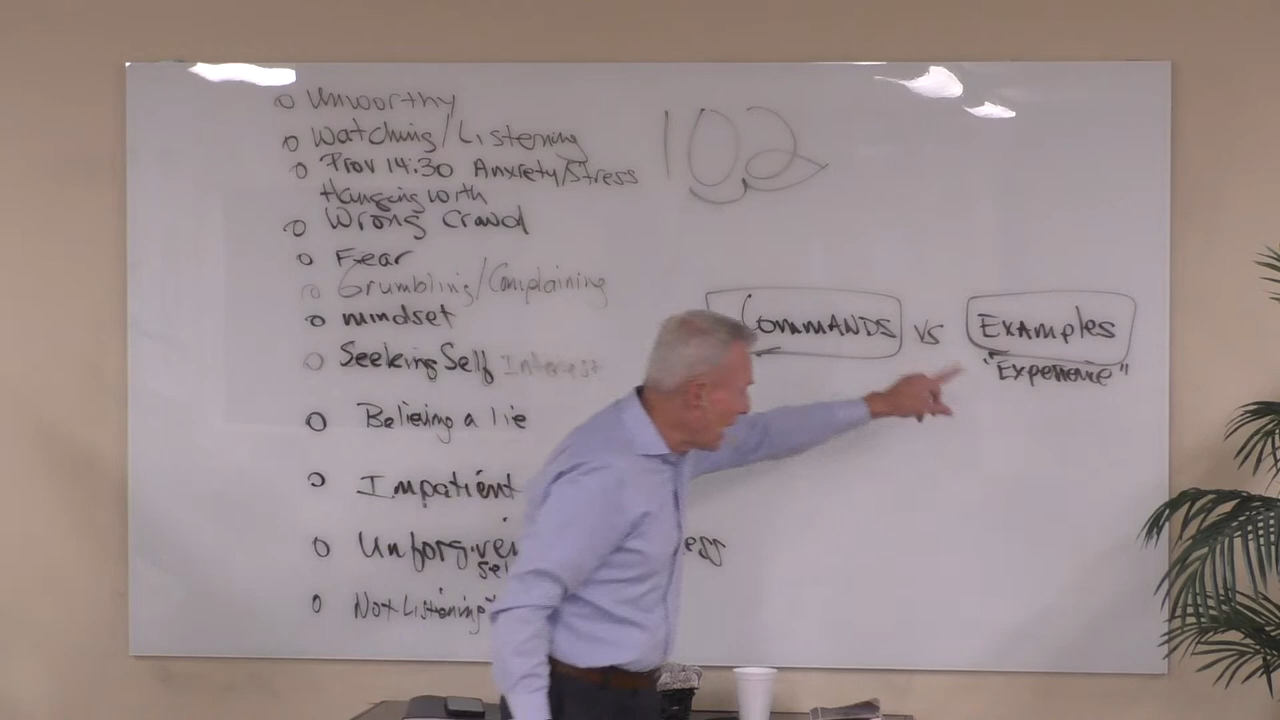 Unworthy
Watching/Listening
Prov 14:30 Anxiety/Stress
Hanging with
Wrong Crowd
Fear
Grumbling/Complaining
mindset
Seeking Self Interest
Believing a lie
Impatient
Not Listening
102
CommANDS vs Examples
"Experience"